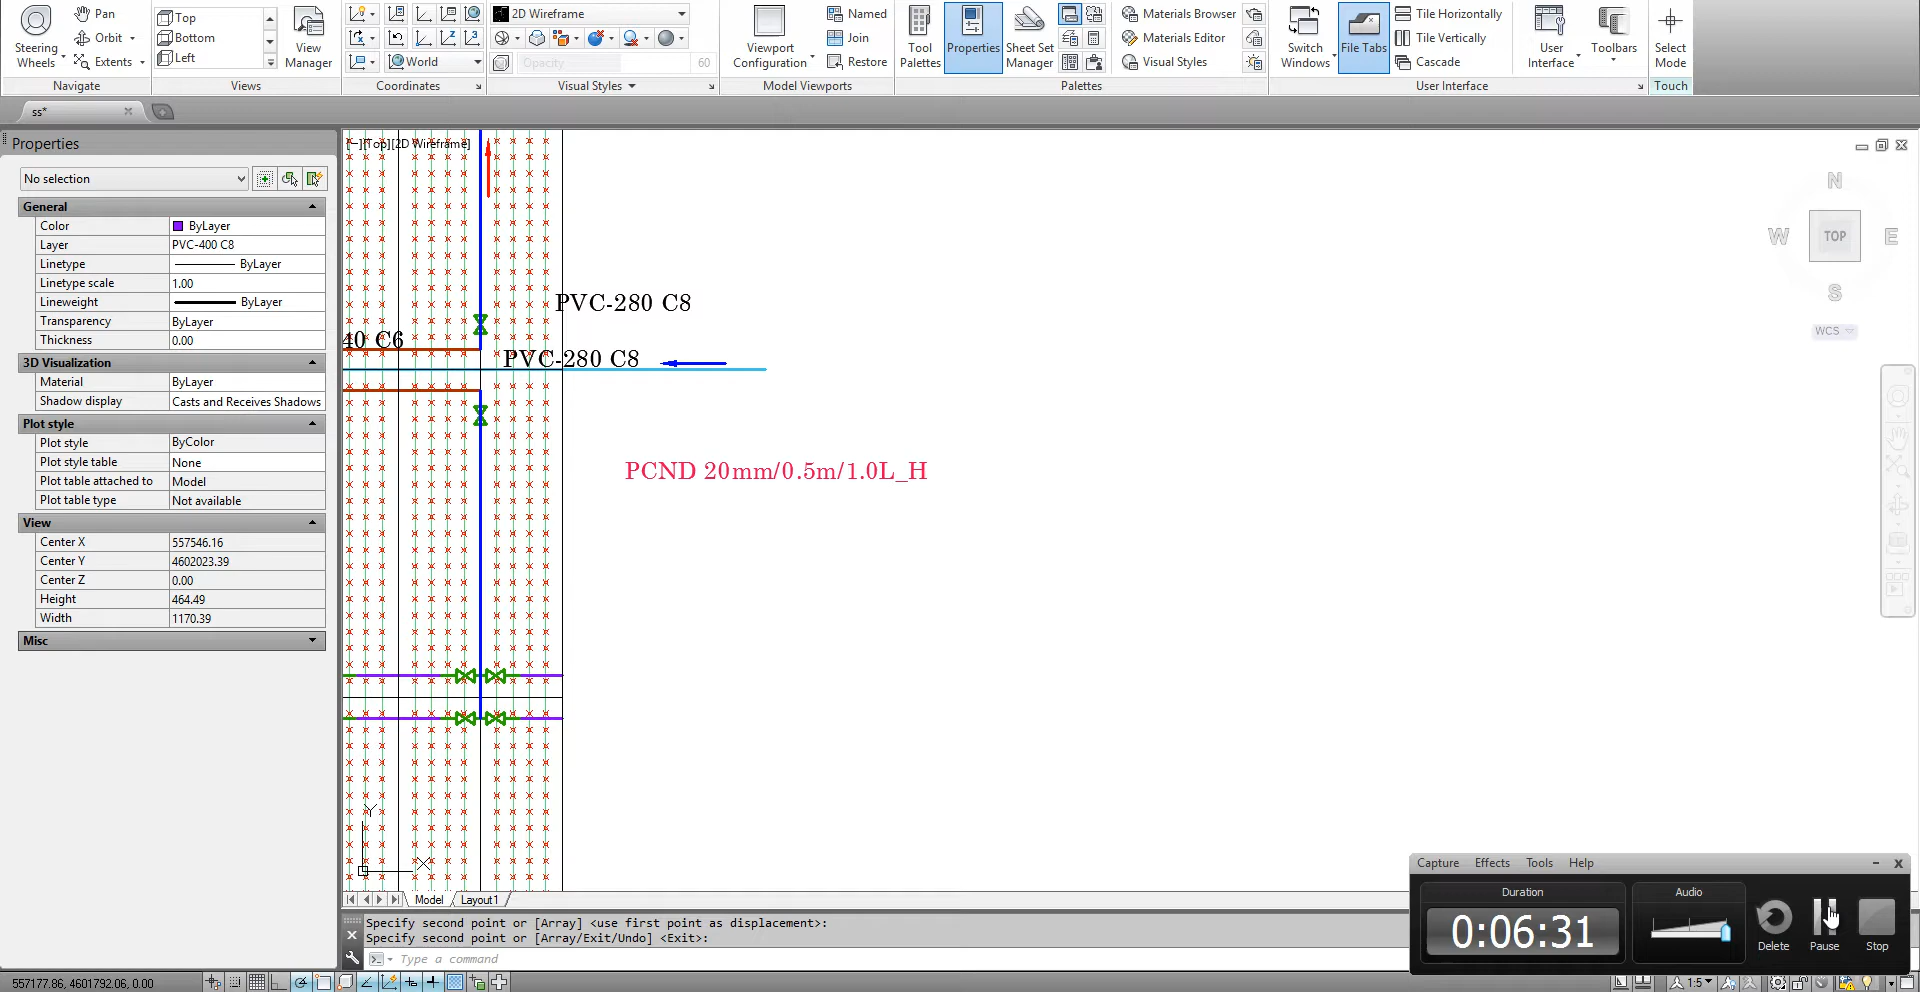 Steering Wheels
Pan
Orbit
Extents
Navigate
Top
Bottom
Left
Views
View Manager
World
Coordinates
2D Wireframe
Opacity 60
Visual Styles
Viewport Configuration
Named
Join
Restore
Model Viewports
Tool Palettes
Properties
Sheet Set Manager
Materials Browser
Materials Editor
Visual Styles
Palettes
Switch Windows
File Tabs
Tile Horizontally
Tile Vertically
Cascade
User Interface
Toolbars
User Interface
Select Mode
Touch
ss*
Properties
No selection
General
Color ByLayer
Layer PVC-400 C8
Linetype ByLayer
Linetype scale 1.00
Lineweight ByLayer
Transparency ByLayer
Thickness 0.00
3D Visualization
Material ByLayer
Shadow display Casts and Receives Shadows
Plot style
Plot style ByColor
Plot style table None
Plot table attached to Model
Plot table type Not available
View
Center X 557546.16
Center Y 4602023.39
Center Z 0.00
Height 464.49
Width 1170.39
Misc
[−][Top][2D Wireframe]
PVC-280 C8
40 C6
PVC-280 C8
PCND 20mm/0.5m/1.0L_H
N
W
TOP
E
S
WCS
Y
X
Model
Layout1
Specify second point or [Array] <use first point as displacement>:
Specify second point or [Array/Exit/Undo] <Exit>:
Type a command
Capture Effects Tools Help
Duration
0:06:31
Audio
Delete
Pause
Stop
557177.86, 4601792.06, 0.00
1:5